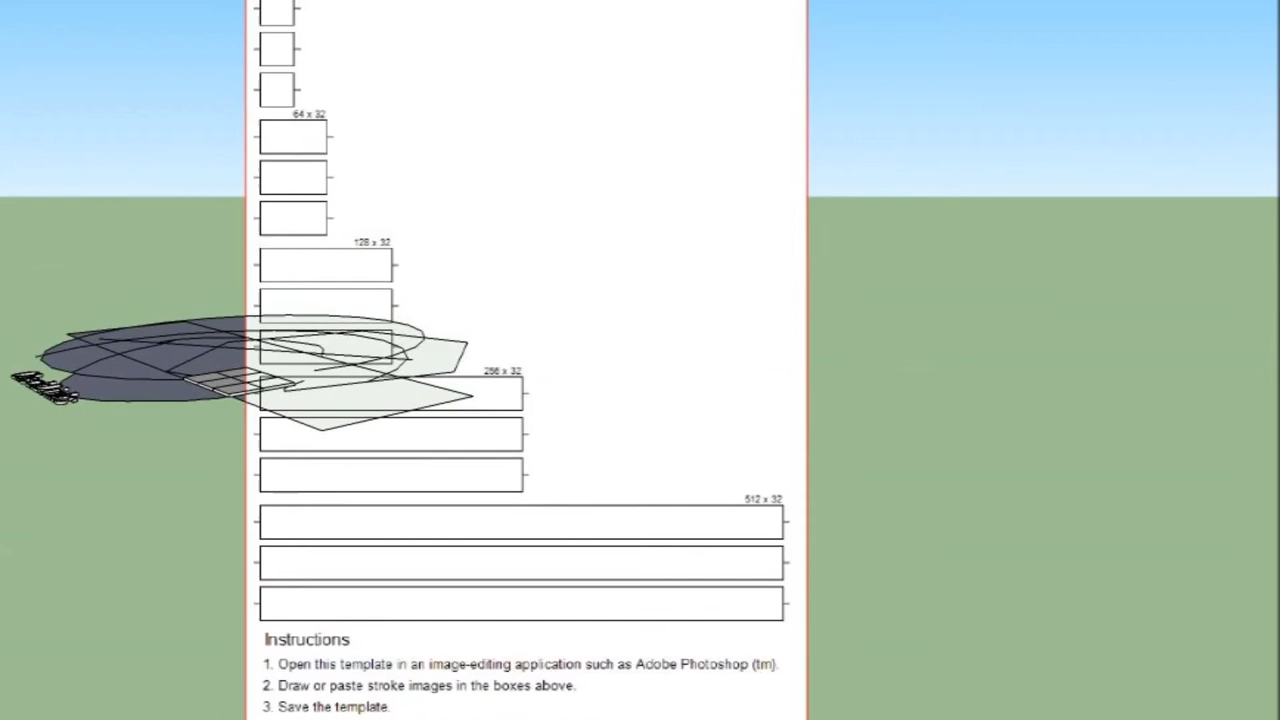 64 x 32
128 x 32
256 x 32
512 x 32
Instructions
1. Open this template in an image-editing application such as Adobe Photoshop (tm).
2. Draw or paste stroke images in the boxes above.
3. Save the template.